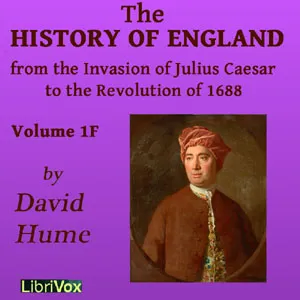 The
HISTORY OF ENGLAND
from the Invasion of Julius Caesar
to the Revolution of 1688
Volume 1F
by
David
Hume
LibriVox